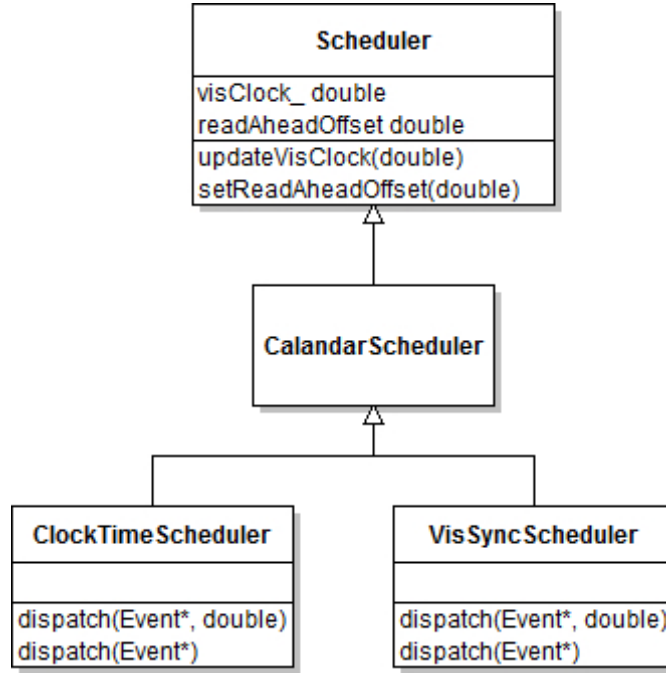 Scheduler
visClock_ double
readAheadOffset double
updateVisClock(double)
setReadAheadOffset(double)
CalandarScheduler
ClockTimeScheduler
dispatch(Event*, double)
dispatch(Event*)
VisSyncScheduler
dispatch(Event*, double)
dispatch(Event*)